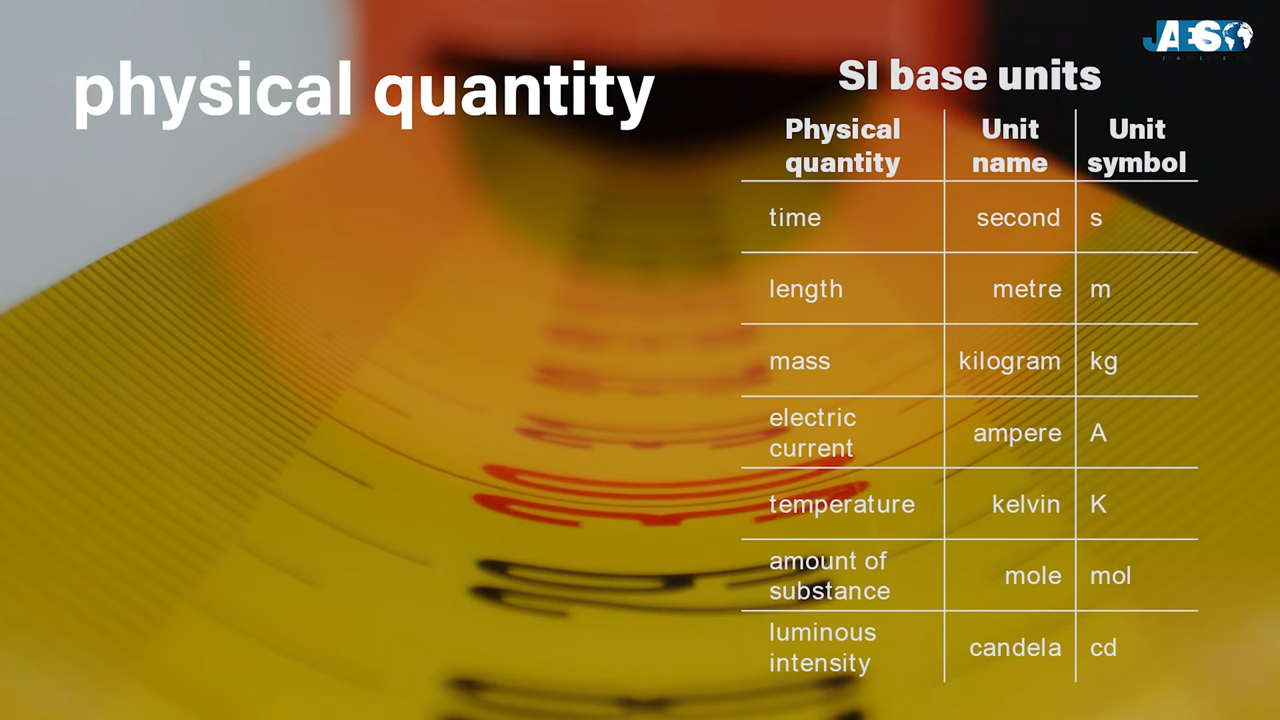 physical quantity
JAES
SI base units
Physical quantity | Unit name | Unit symbol
time | second | s
length | metre | m
mass | kilogram | kg
electric current | ampere | A
temperature | kelvin | K
amount of substance | mole | mol
luminous intensity | candela | cd